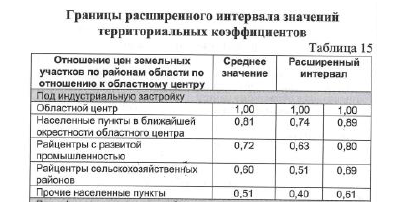 Границы расширенного интервала значений
территориальных коэффициентов
Таблица 15
Отношение цен земельных участков по районам области по отношению к областному центру Среднее значение Расширенный интервал
Под индустриальную застройку
Областной центр 1,00 1,00 1,00
Населенные пункты в ближайшей окрестности областного центра 0,81 0,74 0,89
Райцентры с развитой промышленностью 0,72 0,63 0,80
Райцентры сельскохозяйственных районов 0,60 0,51 0,69
Прочие населенные пункты 0,51 0,40 0,61